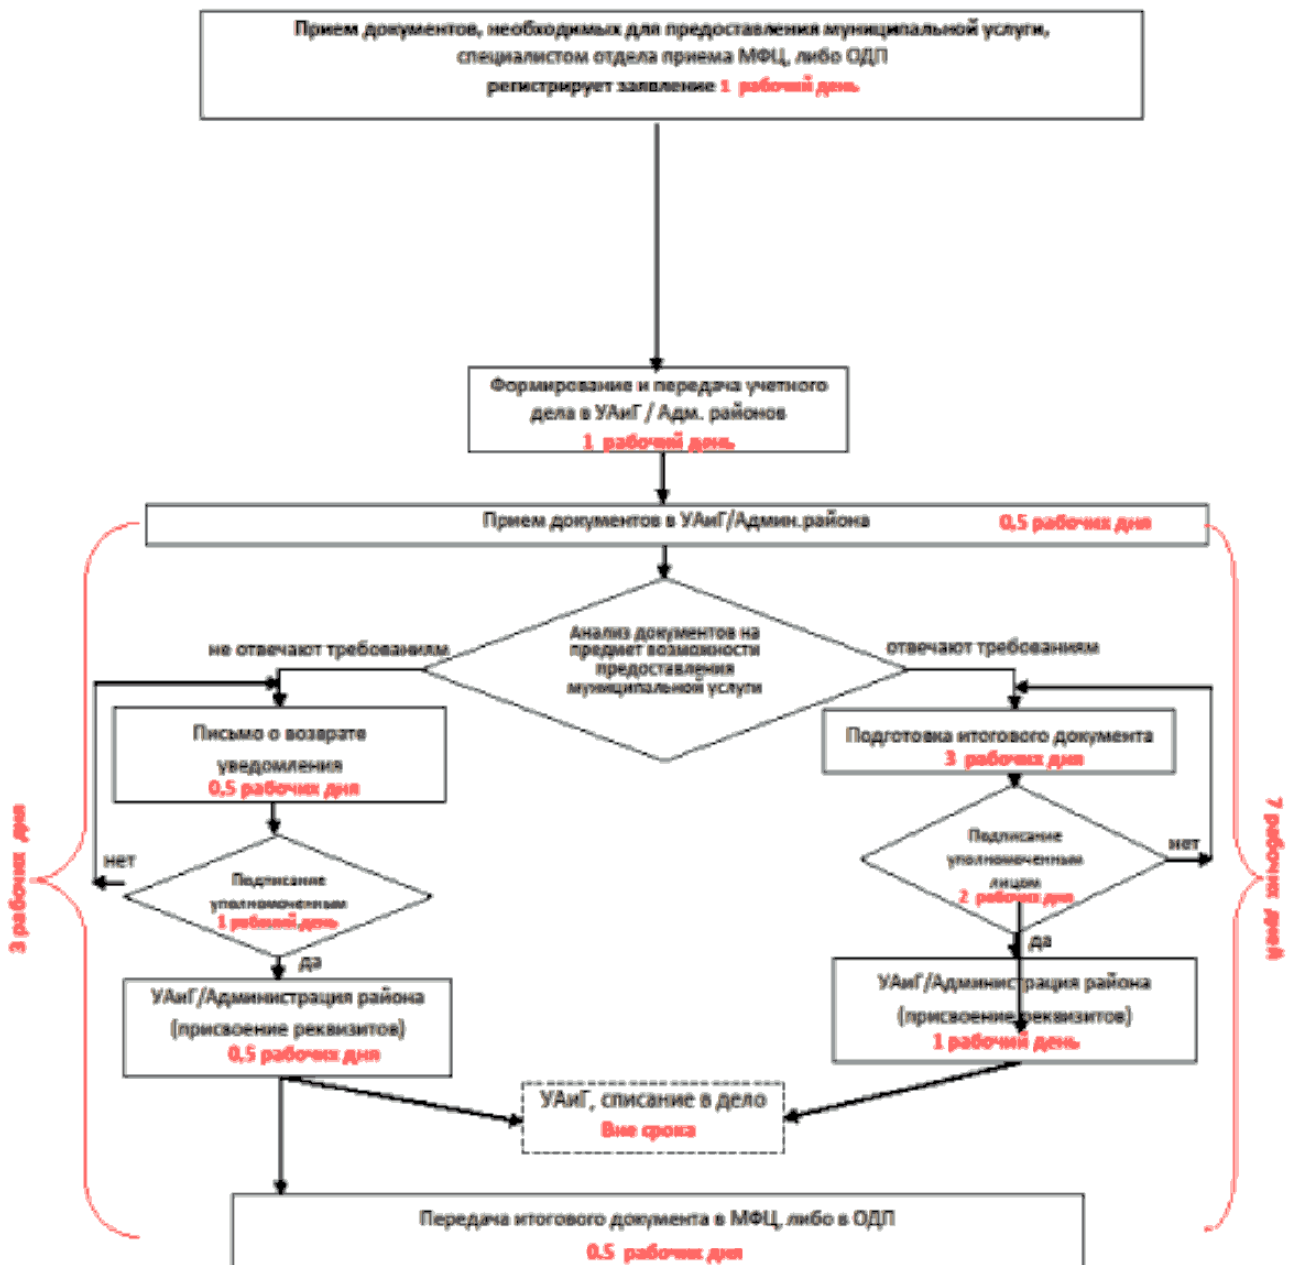 Прием документов, необходимых для предоставления муниципальной услуги,
специалистом отдела приема МФЦ, либо ОДП
регистрирует заявление 1 рабочий день
Формирование и передача учетного
дела в УАиГ / Адм. районов
1 рабочий день
Прием документов в УАиГ/Админ.района 0,5 рабочих дня
Анализ документов на
предмет возможности
предоставления
муниципальной услуги
не отвечают требованиям
отвечают требованиям
Письмо о возврате
уведомления
0,5 рабочих дня
Подготовка итогового документа
3 рабочих дня
нет
Подписание
уполномоченным
1 рабочий день
да
Подписание
уполномоченным
лицом
2 рабочих дня
нет
да
3 рабочих дня
7 рабочих дней
УАиГ/Администрация района
(присвоение реквизитов)
0,5 рабочих дня
УАиГ/Администрация района
(присвоение реквизитов)
1 рабочий день
УАиГ, списание в дело
Вне срока
Передача итогового документа в МФЦ, либо в ОДП
0.5 рабочих дня